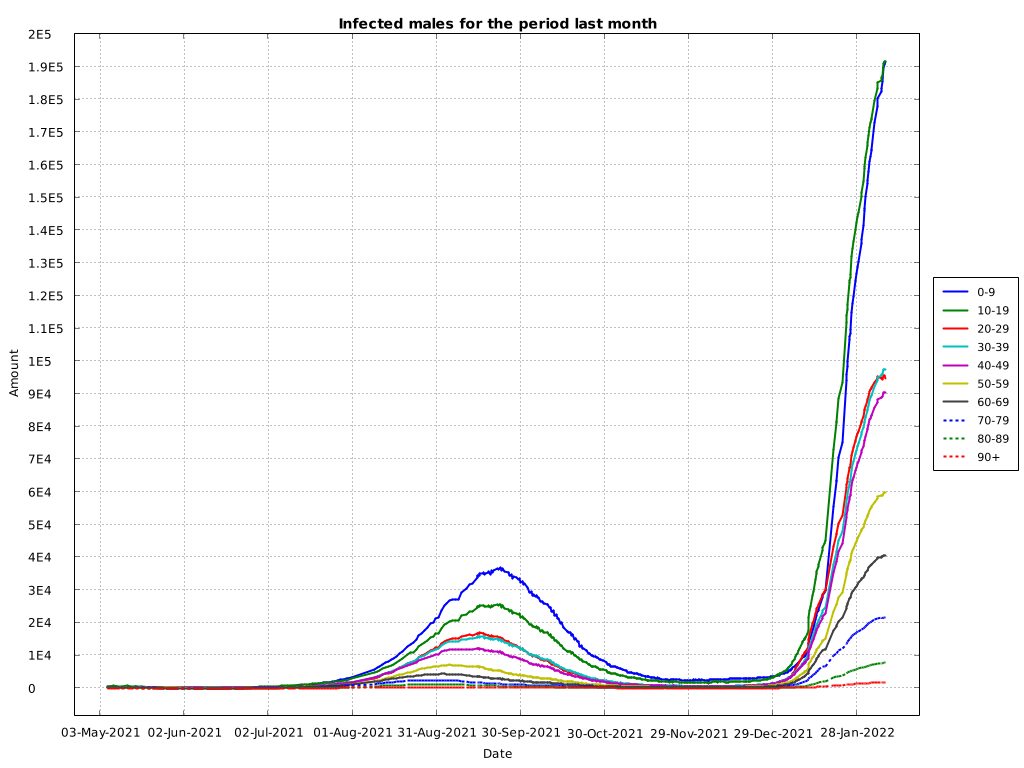 Infected males for the period last month
2E5
1.9E5
1.8E5
1.7E5
1.6E5
1.5E5
1.4E5
1.3E5
1.2E5
1.1E5
1E5
9E4
8E4
7E4
6E4
5E4
4E4
3E4
2E4
1E4
0
Amount
03-May-2021 02-Jun-2021 02-Jul-2021 01-Aug-2021 31-Aug-2021 30-Sep-2021 30-Oct-2021 29-Nov-2021 29-Dec-2021 28-Jan-2022
Date
0-9
10-19
20-29
30-39
40-49
50-59
60-69
70-79
80-89
90+